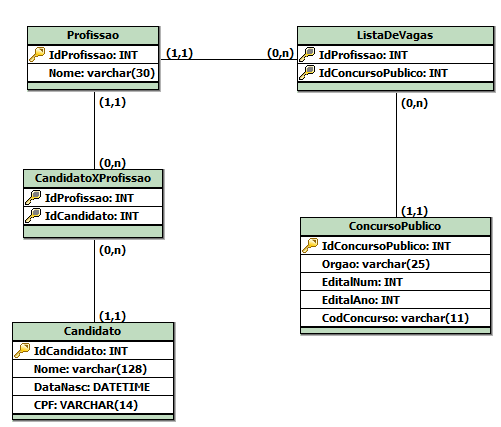 Profissao
IdProfissao: INT
Nome: varchar(30)
(1,1)
(0,n)
ListaDeVagas
IdProfissao: INT
IdConcursoPublico: INT
(1,1)
(0,n)
(0,n)
(1,1)
CandidatoXProfissao
IdProfissao: INT
IdCandidato: INT
(0,n)
(1,1)
ConcursoPublico
IdConcursoPublico: INT
Orgao: varchar(25)
EditalNum: INT
EditalAno: INT
CodConcurso: varchar(11)
Candidato
IdCandidato: INT
Nome: varchar(128)
DataNasc: DATETIME
CPF: VARCHAR(14)